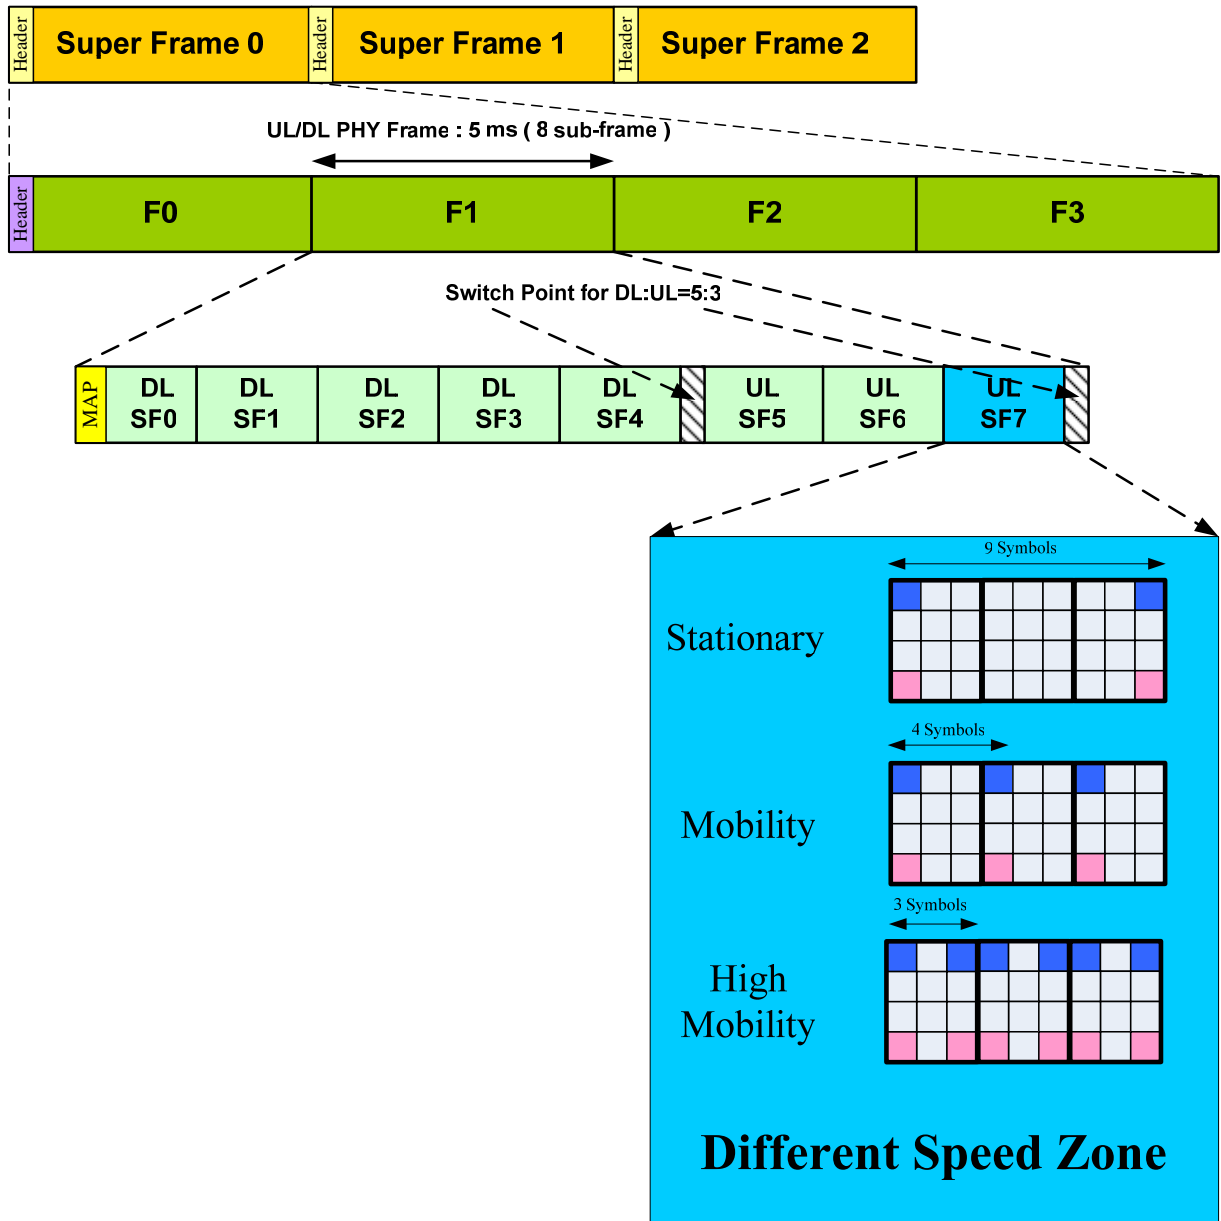 Header
Super Frame 0
Header
Super Frame 1
Header
Super Frame 2
UL/DL PHY Frame : 5 ms ( 8 sub-frame )
Header
F0
F1
F2
F3
Switch Point for DL:UL=5:3
MAP
DL
SF0
DL
SF1
DL
SF2
DL
SF3
DL
SF4
UL
SF5
UL
SF6
UL
SF7
9 Symbols
Stationary
4 Symbols
Mobility
3 Symbols
High
Mobility
Different Speed Zone